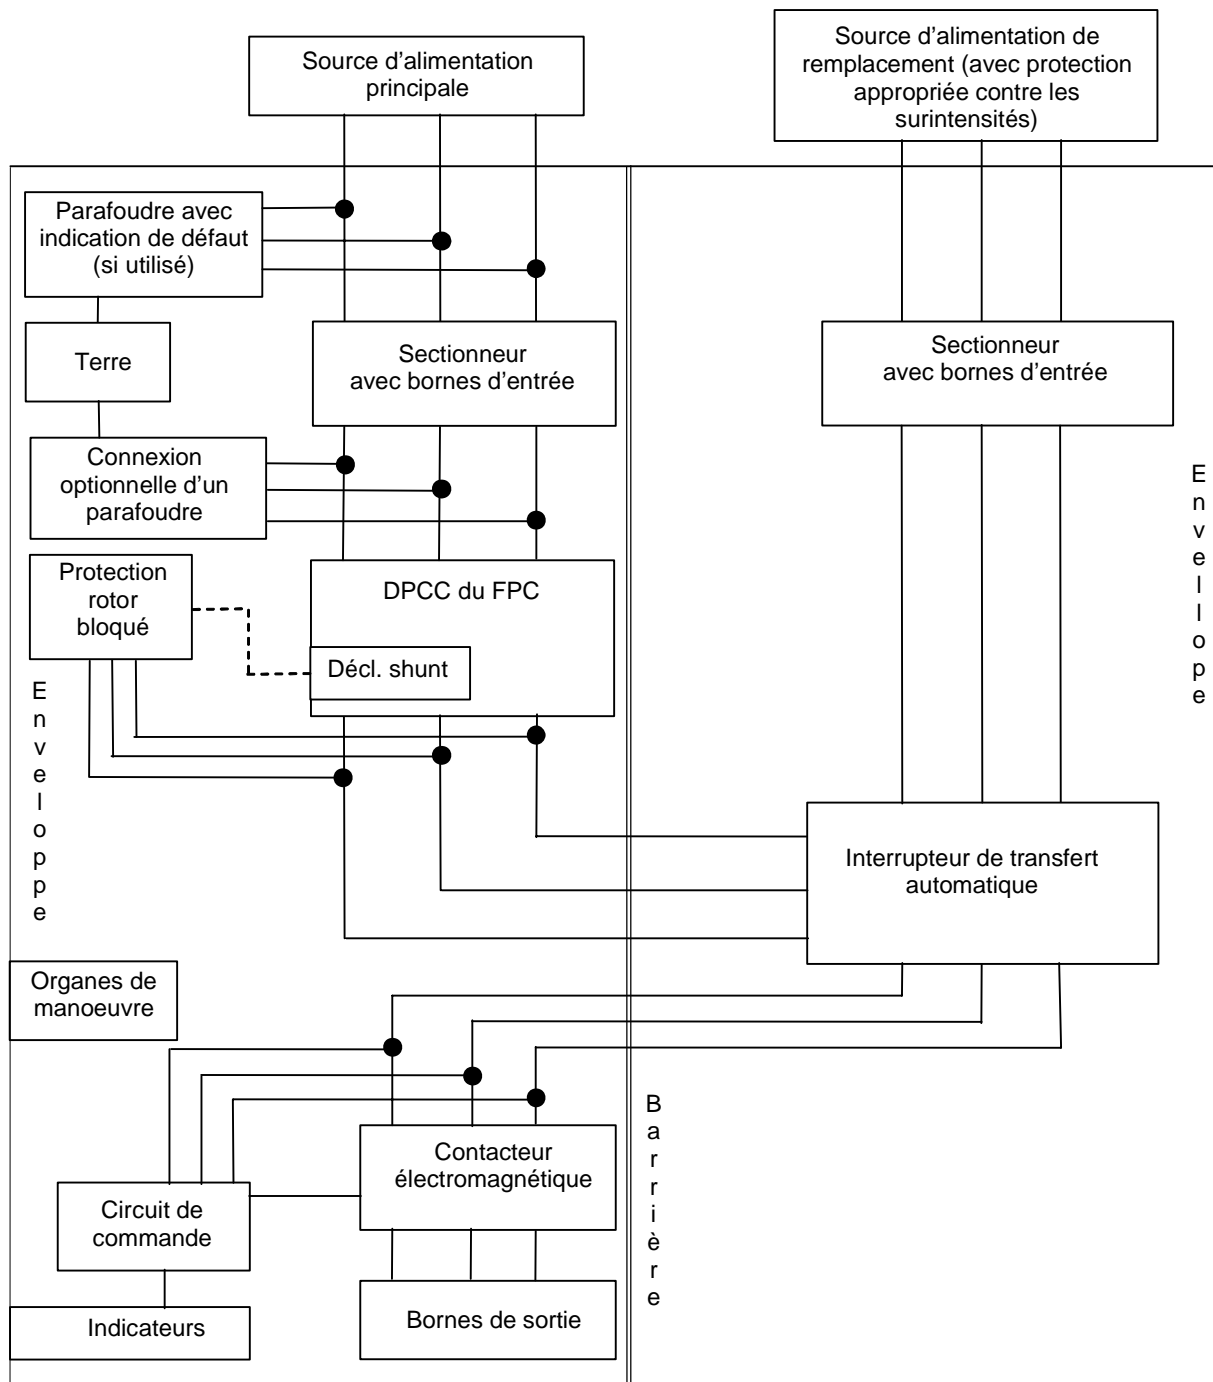 Source d'alimentation
principale
Source d'alimentation de
remplacement (avec protection
appropriée contre les
surintensités)
Parafoudre avec
indication de défaut
(si utilisé)
Terre
Sectionneur
avec bornes d'entrée
Sectionneur
avec bornes d'entrée
Connexion
optionnelle d'un
parafoudre
Protection
rotor
bloqué
DPCC du FPC
Décl. shunt
Enveloppe
Envellope
Interrupteur de transfert
automatique
Organes de
manoeuvre
Contacteur
électromagnétique
Barrière
Circuit de
commande
Indicateurs
Bornes de sortie